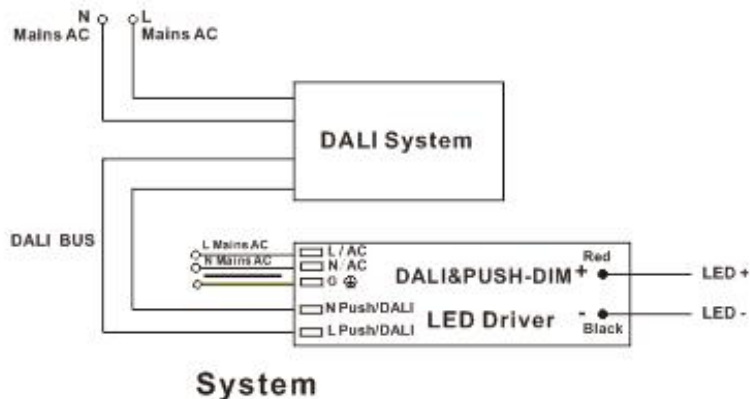 N
Mains AC
L
Mains AC
DALI System
DALI BUS
L Mains AC
N Mains AC
L / AC
N / AC
G
N Push/DALI
L Push/DALI
DALI&PUSH-DIM
LED Driver
+
Red
-
Black
LED +
LED -
System